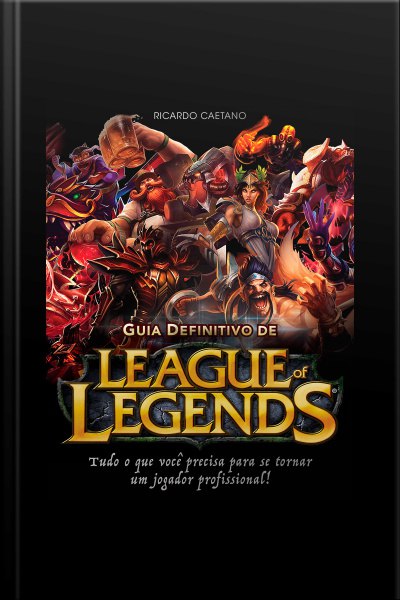 RICARDO CAETANO
GUIA DEFINITIVO DE
LEAGUE of
LEGENDS®
Tudo o que você precisa para se tornar
um jogador profissional!